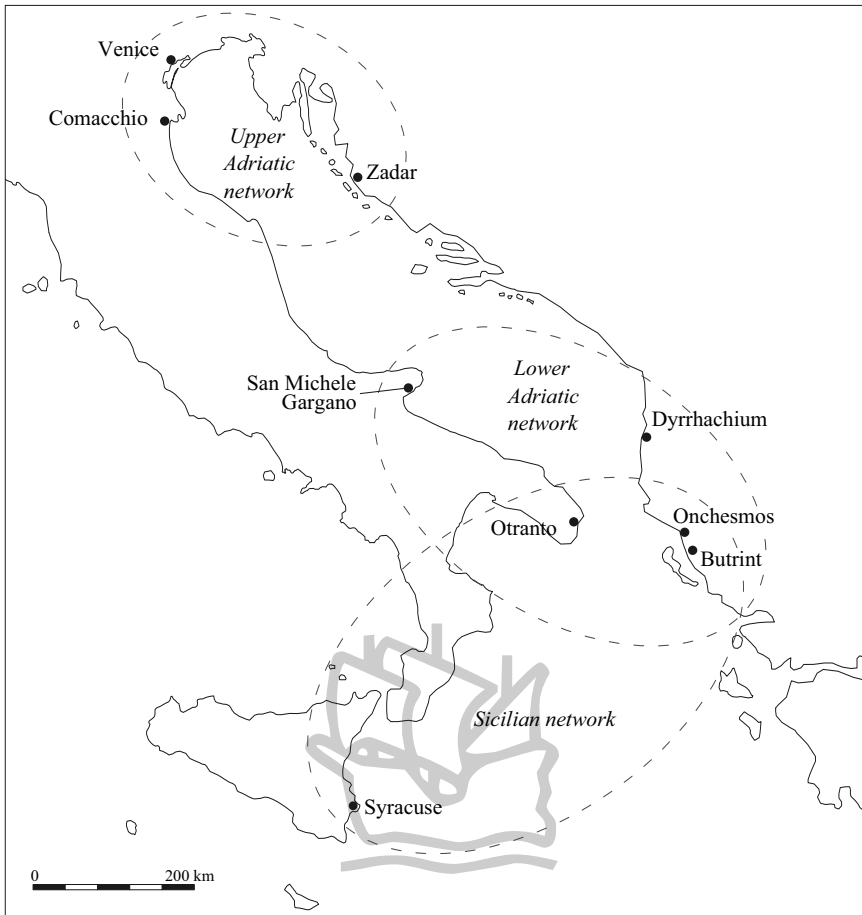 Venice
Comacchio
Upper
Adriatic
network
Zadar
San Michele
Gargano
Lower
Adriatic
network
Dyrrhachium
Otranto
Onchesmos
Butrint
Sicilian network
Syracuse
0 200 km